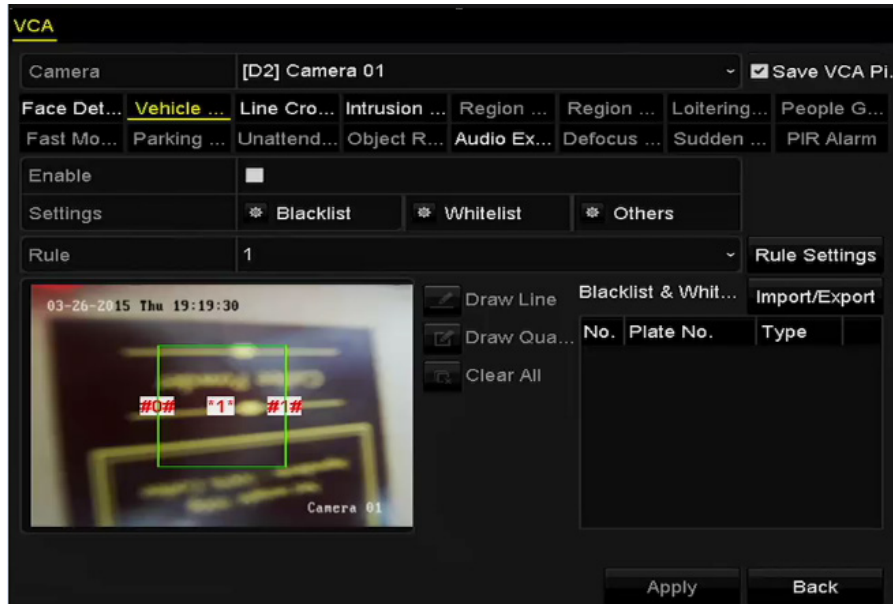 VCA
Camera [D2] Camera 01 Save VCA Pi.
Face Det... Vehicle ... Line Cro... Intrusion ... Region ... Region ... Loitering... People G...
Fast Mo... Parking ... Unattend... Object R... Audio Ex... Defocus ... Sudden ... PIR Alarm
Enable
Settings Blacklist Whitelist Others
Rule 1 Rule Settings
03-26-2015 Thu 19:19:30
Draw Line
Draw Qua...
Clear All
#0# *1* #1#
Camera 01
Blacklist & Whit... Import/Export
No. Plate No. Type
Apply Back